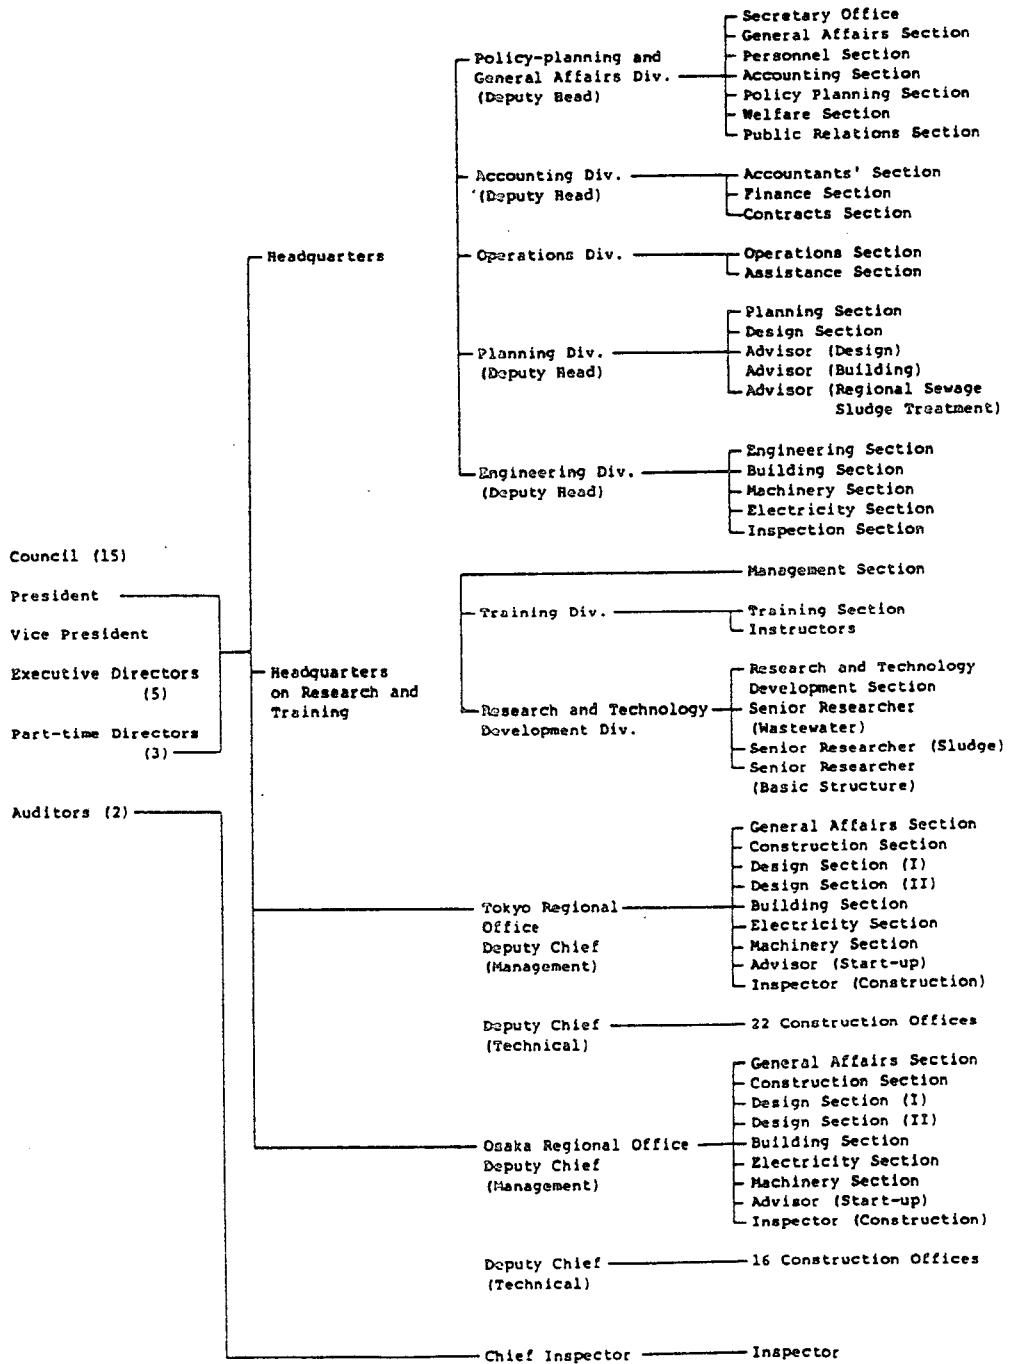 Council (15)
President
Vice President
Executive Directors
(5)
Part-time Directors
(3)
Auditors (2)
Headquarters
Policy-planning and
General Affairs Div.
(Deputy Head)
Secretary Office
General Affairs Section
Personnel Section
Accounting Section
Policy Planning Section
Welfare Section
Public Relations Section
Accounting Div.
(Deputy Head)
Accountants' Section
Finance Section
Contracts Section
Operations Div.
Operations Section
Assistance Section
Planning Div.
(Deputy Head)
Planning Section
Design Section
Advisor (Design)
Advisor (Building)
Advisor (Regional Sewage
Sludge Treatment)
Engineering Div.
(Deputy Head)
Engineering Section
Building Section
Machinery Section
Electricity Section
Inspection Section
Headquarters
on Research and
Training
Management Section
Training Div.
Training Section
Instructors
Research and Technology
Development Div.
Research and Technology
Development Section
Senior Researcher
(Wastewater)
Senior Researcher (Sludge)
Senior Researcher
(Basic Structure)
Tokyo Regional
Office
Deputy Chief
(Management)
General Affairs Section
Construction Section
Design Section (I)
Design Section (II)
Building Section
Electricity Section
Machinery Section
Advisor (Start-up)
Inspector (Construction)
Deputy Chief
(Technical)
22 Construction Offices
Osaka Regional Office
Deputy Chief
(Management)
General Affairs Section
Construction Section
Design Section (I)
Design Section (II)
Building Section
Electricity Section
Machinery Section
Advisor (Start-up)
Inspector (Construction)
Deputy Chief
(Technical)
16 Construction Offices
Chief Inspector
Inspector